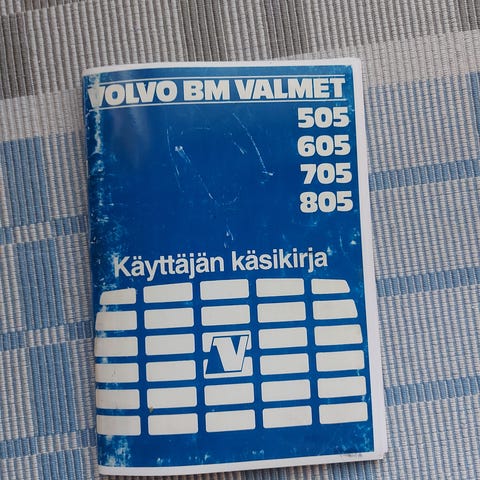 VOLVO BM VALMET
505
605
705
805
Käyttäjän käsikirja
V